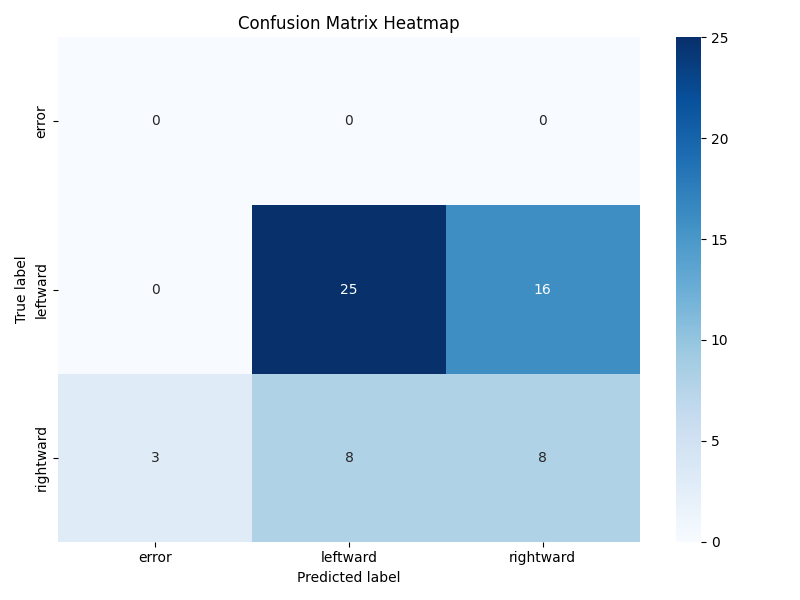 Confusion Matrix Heatmap
True label
error
0 0 0
leftward
0 25 16
rightward
3 8 8
error leftward rightward
Predicted label
25
20
15
10
5
0